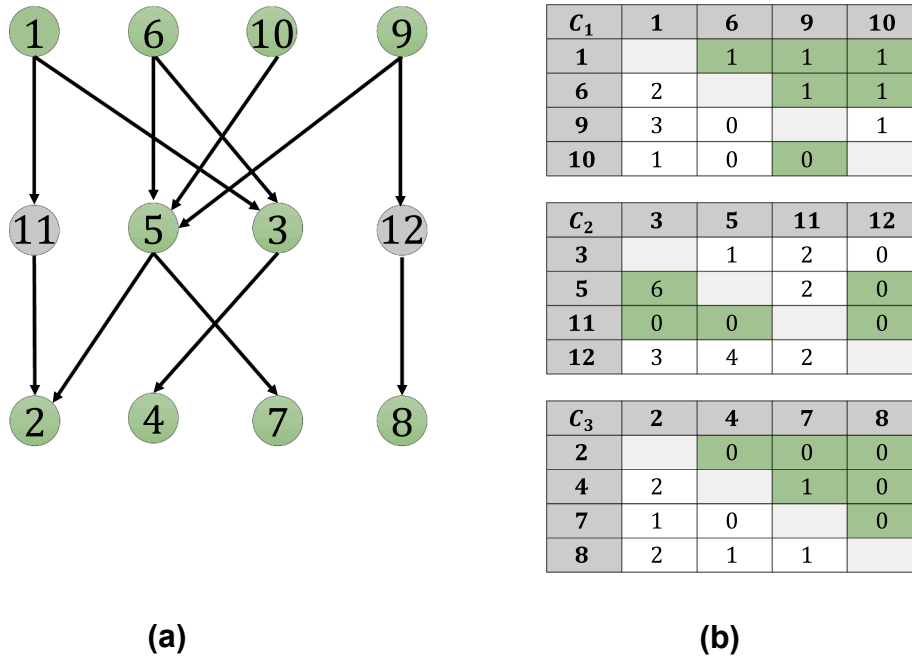 1 6 10 9
11 5 3 12
2 4 7 8
(a)
C₁ 1 6 9 10
1 1 1 1
6 2 1 1
9 3 0 1
10 1 0 0
C₂ 3 5 11 12
3 1 2 0
5 6 2 0
11 0 0 0
12 3 4 2
C₃ 2 4 7 8
2 0 0 0
4 2 1 0
7 1 0 0
8 2 1 1
(b)